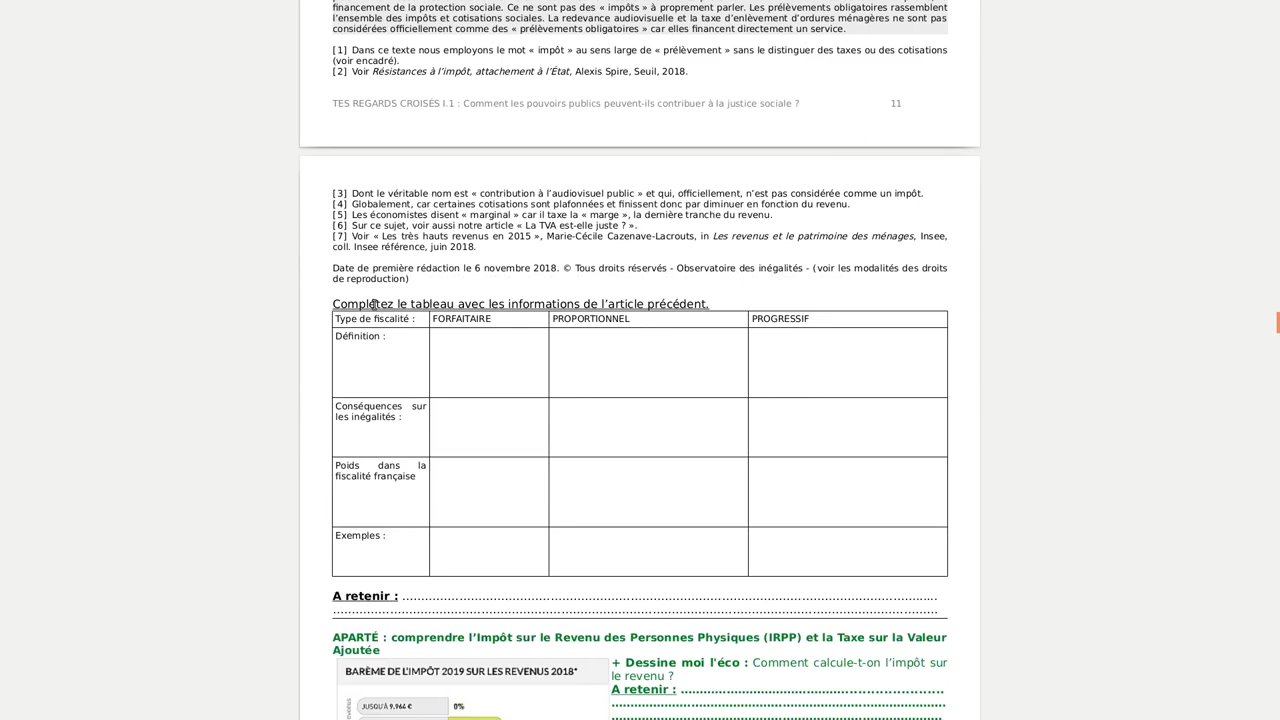 financement de la protection sociale. Ce ne sont pas des « impôts » à proprement parler. Les prélèvements obligatoires rassemblent
l'ensemble des impôts et cotisations sociales. La redevance audiovisuelle et la taxe d'enlèvement d'ordures ménagères ne sont pas
considérées officiellement comme des « prélèvements obligatoires » car elles financent directement un service.
[1] Dans ce texte nous employons le mot « impôt » au sens large de « prélèvement » sans le distinguer des taxes ou des cotisations
(voir encadré).
[2] Voir Résistances à l'impôt, attachement à l'État, Alexis Spire, Seuil, 2018.
TES REGARDS CROISÉS I.1 : Comment les pouvoirs publics peuvent-ils contribuer à la justice sociale ? 11
[3] Dont le véritable nom est « contribution à l'audiovisuel public » et qui, officiellement, n'est pas considérée comme un impôt.
[4] Globalement, car certaines cotisations sont plafonnées et finissent donc par diminuer en fonction du revenu.
[5] Les économistes disent « marginal » car il taxe la « marge », la dernière tranche du revenu.
[6] Sur ce sujet, voir aussi notre article « La TVA est-elle juste ? ».
[7] Voir « Les très hauts revenus en 2015 », Marie-Cécile Cazenave-Lacrouts, in Les revenus et le patrimoine des ménages, Insee,
coll. Insee référence, juin 2018.
Date de première rédaction le 6 novembre 2018. © Tous droits réservés - Observatoire des inégalités - (voir les modalités des droits
de reproduction)
Complétez le tableau avec les informations de l'article précédent.
Type de fiscalité : FORFAITAIRE PROPORTIONNEL PROGRESSIF
Définition :
Conséquences sur
les inégalités :
Poids dans la
fiscalité française
Exemples :
A retenir : ......................................................................................................
......................................................................................................
APARTÉ : comprendre l'Impôt sur le Revenu des Personnes Physiques (IRPP) et la Taxe sur la Valeur
Ajoutée
BARÈME DE L'IMPÔT 2019 SUR LES REVENUS 2018*
JUSQU'À 9.964 € 0%
+ Dessine moi l'éco : Comment calcule-t-on l'impôt sur
le revenu ?
A retenir : ......................................................
......................................................
......................................................